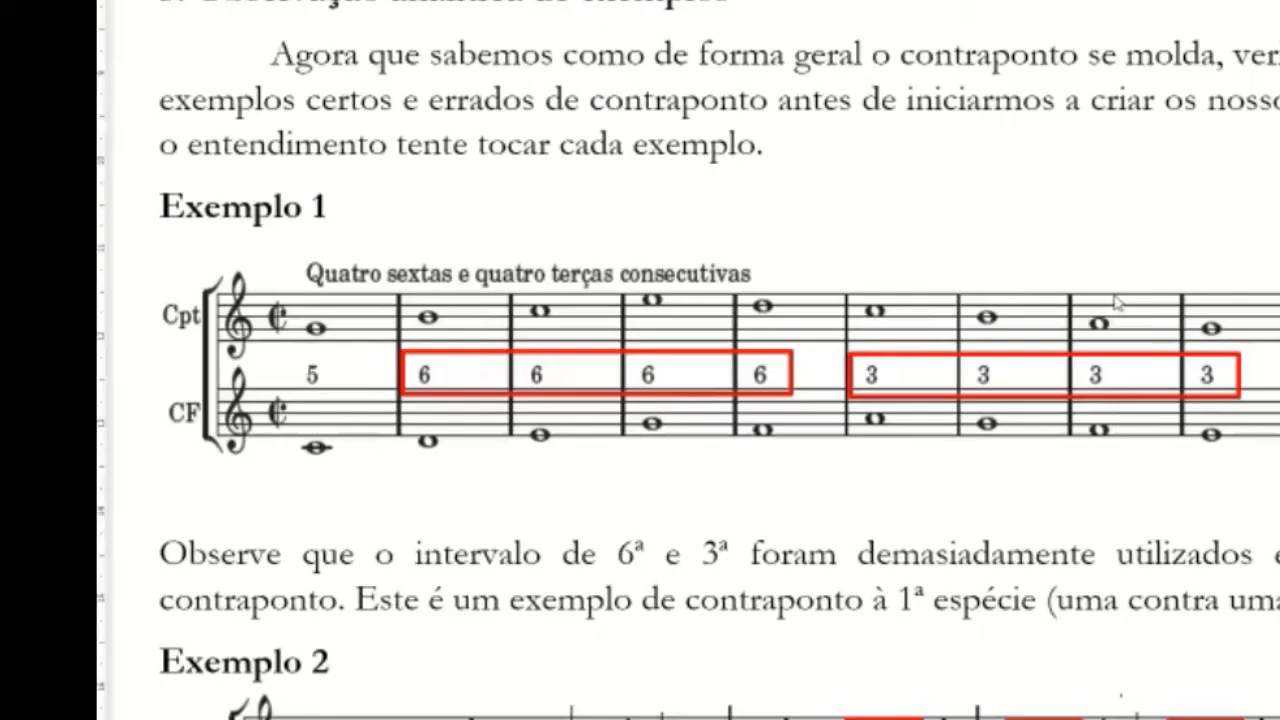 Agora que sabemos como de forma geral o contraponto se molda,
exemplos certos e errados de contraponto antes de iniciarmos a criar os
o entendimento tente tocar cada exemplo.
Exemplo 1
Quatro sextas e quatro terças consecutivas
Cpt
5 6 6 6 6 3 3 3 3
CF
Observe que o intervalo de 6ª e 3ª foram demasiadamente utilizados
contraponto. Este é um exemplo de contraponto à 1ª espécie (uma contra
Exemplo 2